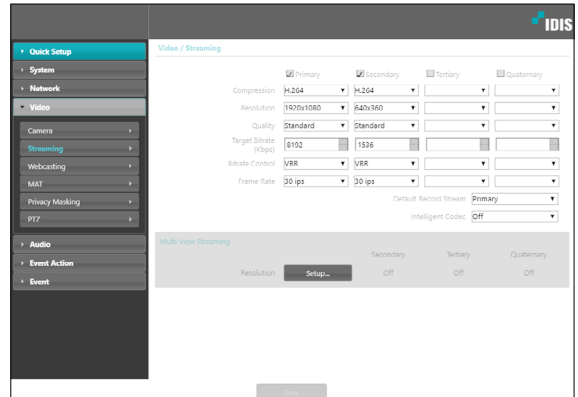 IDIS
Quick Setup
System
Network
Video
Camera
Streaming
Webcasting
MAT
Privacy Masking
PTZ
Audio
Event Action
Event
Video / Streaming
Primary Secondary Tertiary Quaternary
Compression H.264 H.264
Resolution 1920x1080 640x360
Quality Standard Standard
Target Bitrate (Kbps) 8192 1536
Bitrate Control VBR VBR
Frame Rate 30 ips 30 ips
Default Record Stream Primary
Intelligent Codec Off
Multi-View Streaming
Secondary Tertiary Quaternary
Resolution Setup... Off Off Off
Save